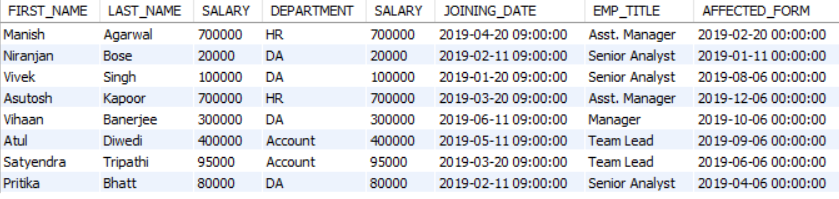 FIRST_NAME LAST_NAME SALARY DEPARTMENT SALARY JOINING_DATE EMP_TITLE AFFECTED_FORM
Manish Agarwal 700000 HR 700000 2019-04-20 09:00:00 Asst. Manager 2019-02-20 00:00:00
Niranjan Bose 20000 DA 20000 2019-02-11 09:00:00 Senior Analyst 2019-01-11 00:00:00
Vivek Singh 100000 DA 100000 2019-01-20 09:00:00 Senior Analyst 2019-08-06 00:00:00
Asutosh Kapoor 700000 HR 700000 2019-03-20 09:00:00 Asst. Manager 2019-12-06 00:00:00
Vihaan Banerjee 300000 DA 300000 2019-06-11 09:00:00 Manager 2019-10-06 00:00:00
Atul Diwedi 400000 Account 400000 2019-05-11 09:00:00 Team Lead 2019-09-06 00:00:00
Satyendra Tripathi 95000 Account 95000 2019-03-20 09:00:00 Team Lead 2019-06-06 00:00:00
Pritika Bhatt 80000 DA 80000 2019-02-11 09:00:00 Senior Analyst 2019-04-06 00:00:00